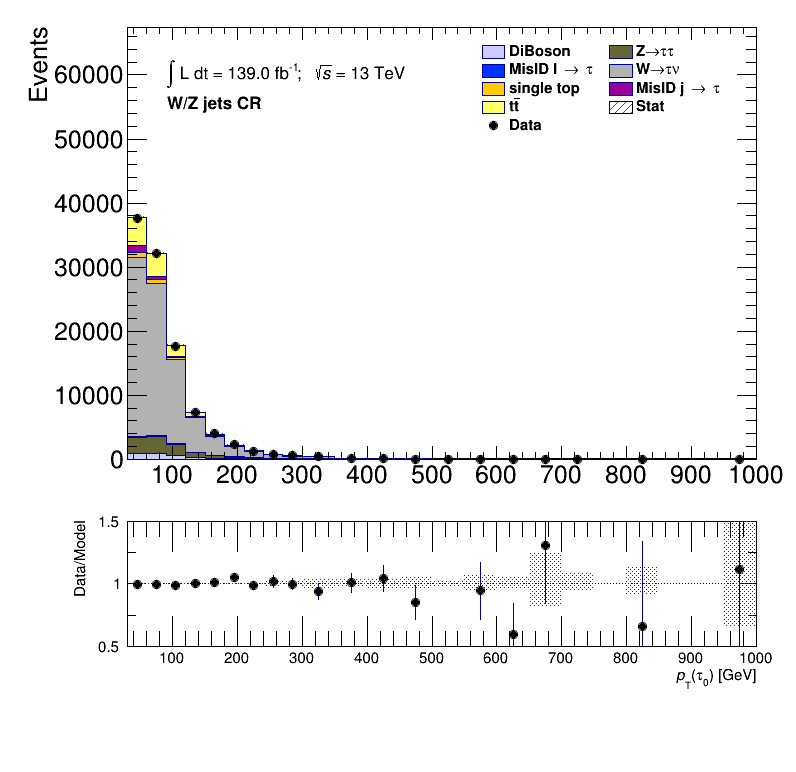 Events
60000
50000
40000
30000
20000
10000
0
∫ L dt = 139.0 fb⁻¹; √s = 13 TeV
W/Z jets CR
DiBoson
MisID l → τ
single top
tt̄
Data
Z→ττ
W→τν
MisID j → τ
Stat
100 200 300 400 500 600 700 800 900 1000
Data/Model
1.5
1
0.5
100 200 300 400 500 600 700 800 900 1000
p_T(τ₀) [GeV]